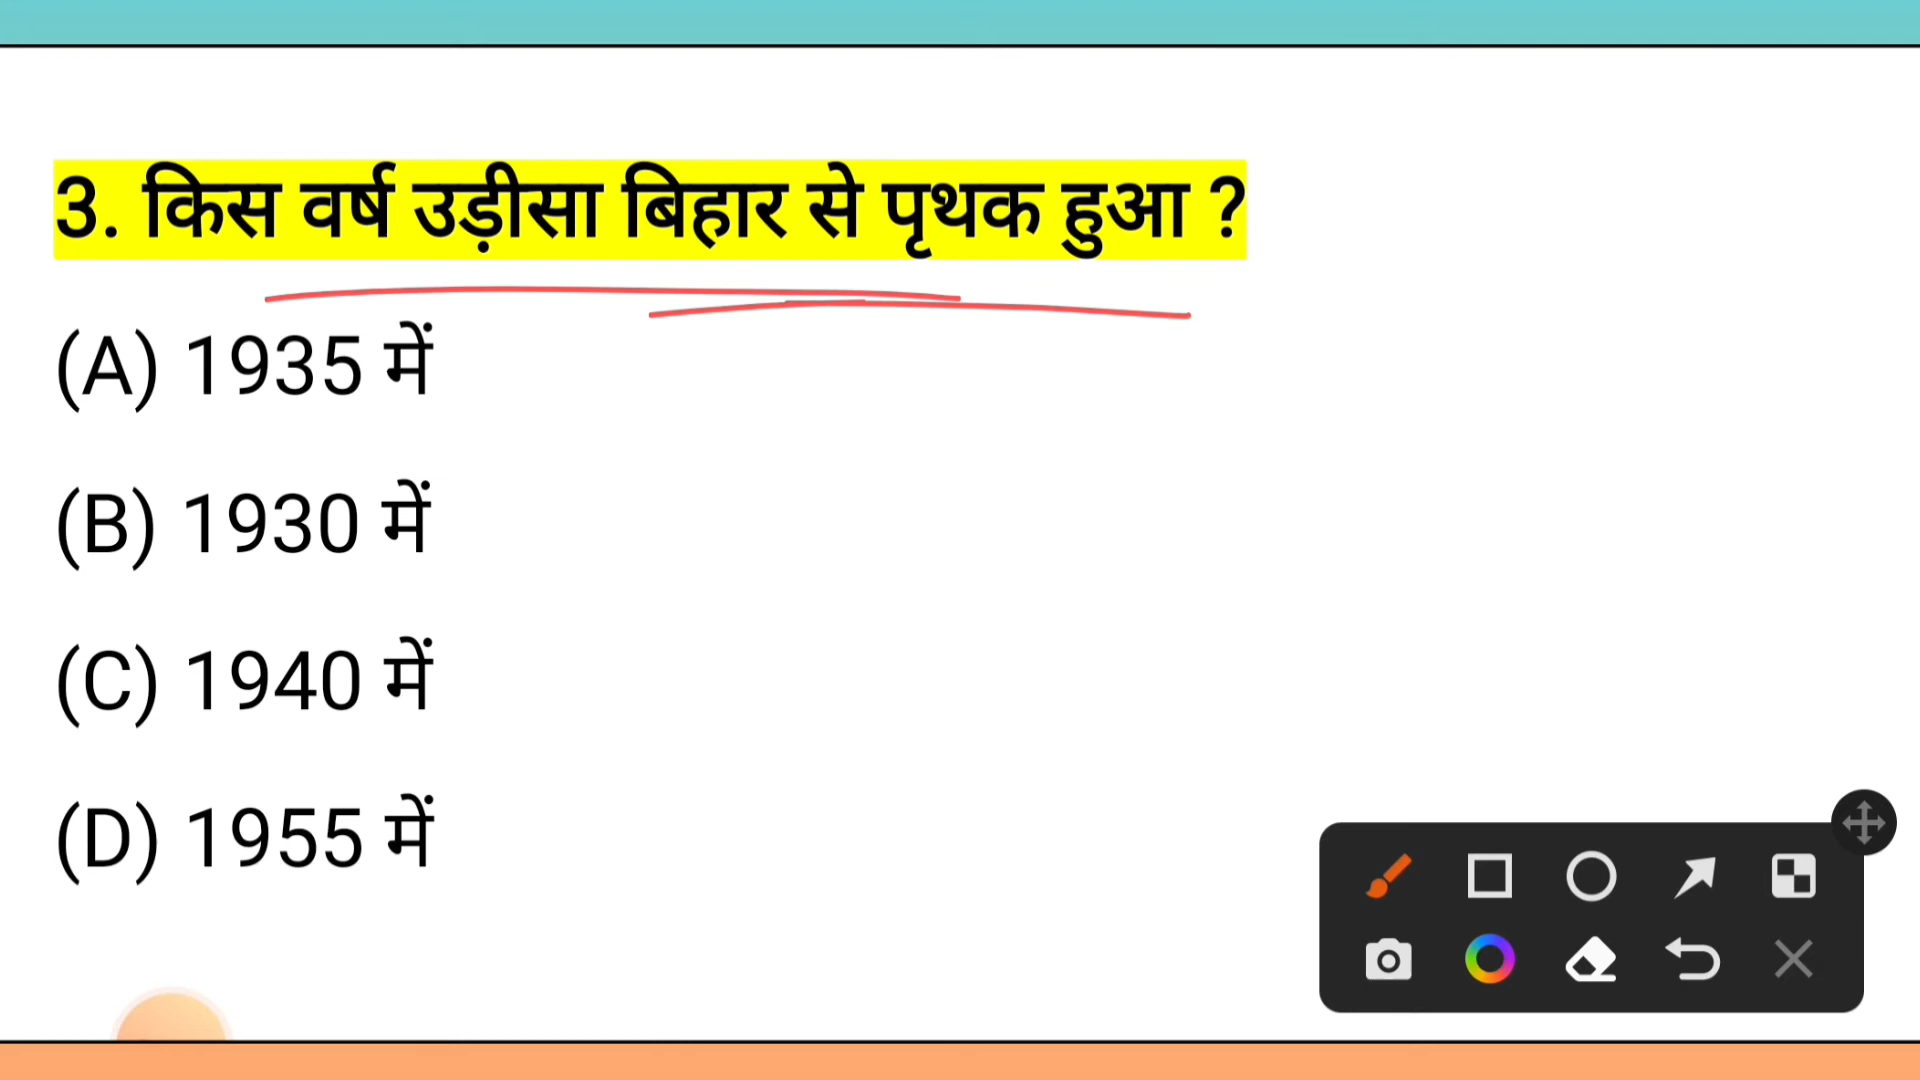 3. किस वर्ष उड़ीसा बिहार से पृथक हुआ ?
(A) 1935 में
(B) 1930 में
(C) 1940 में
(D) 1955 में